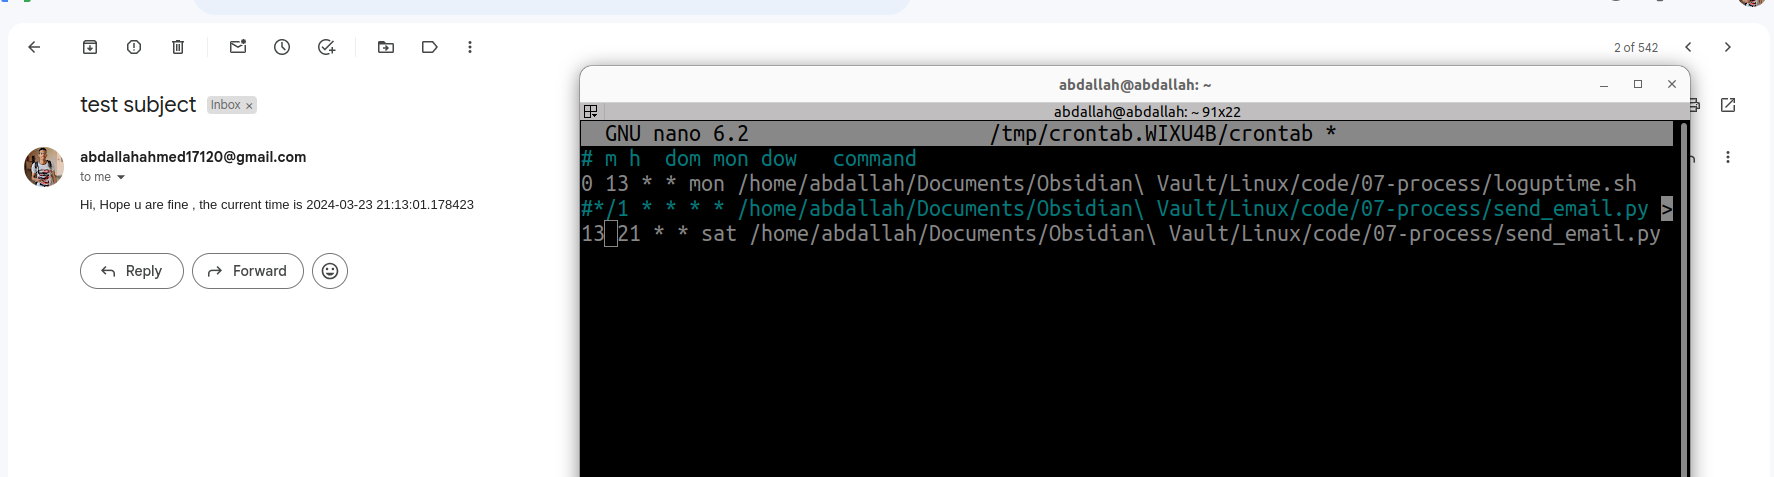 2 of 542
test subject Inbox ×
abdallahahmed17120@gmail.com
to me
Hi, Hope u are fine , the current time is 2024-03-23 21:13:01.178423
Reply
Forward
abdallah@abdallah: ~
abdallah@abdallah: ~ 91x22
GNU nano 6.2 /tmp/crontab.WIXU4B/crontab *
# m h  dom mon dow   command
0 13 * * mon /home/abdallah/Documents/Obsidian\ Vault/Linux/code/07-process/loguptime.sh
#*/1 * * * * /home/abdallah/Documents/Obsidian\ Vault/Linux/code/07-process/send_email.py >
13 21 * * sat /home/abdallah/Documents/Obsidian\ Vault/Linux/code/07-process/send_email.py